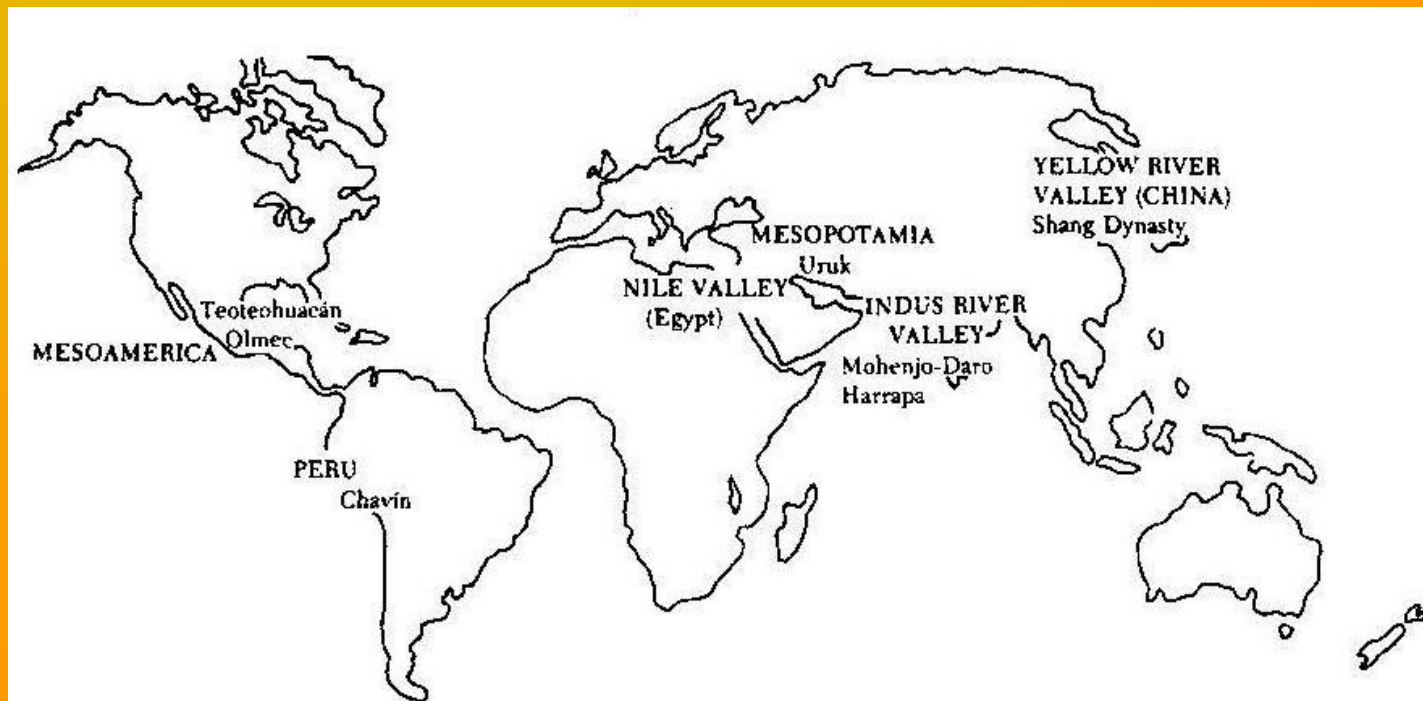 YELLOW RIVER
VALLEY (CHINA)
Shang Dynasty
MESOPOTAMIA
Uruk
NILE VALLEY
(Egypt)
INDUS RIVER
VALLEY
Mohenjo-Daro
Harrapa
Teoteohuacán
Olmec
MESOAMERICA
PERU
Chavín